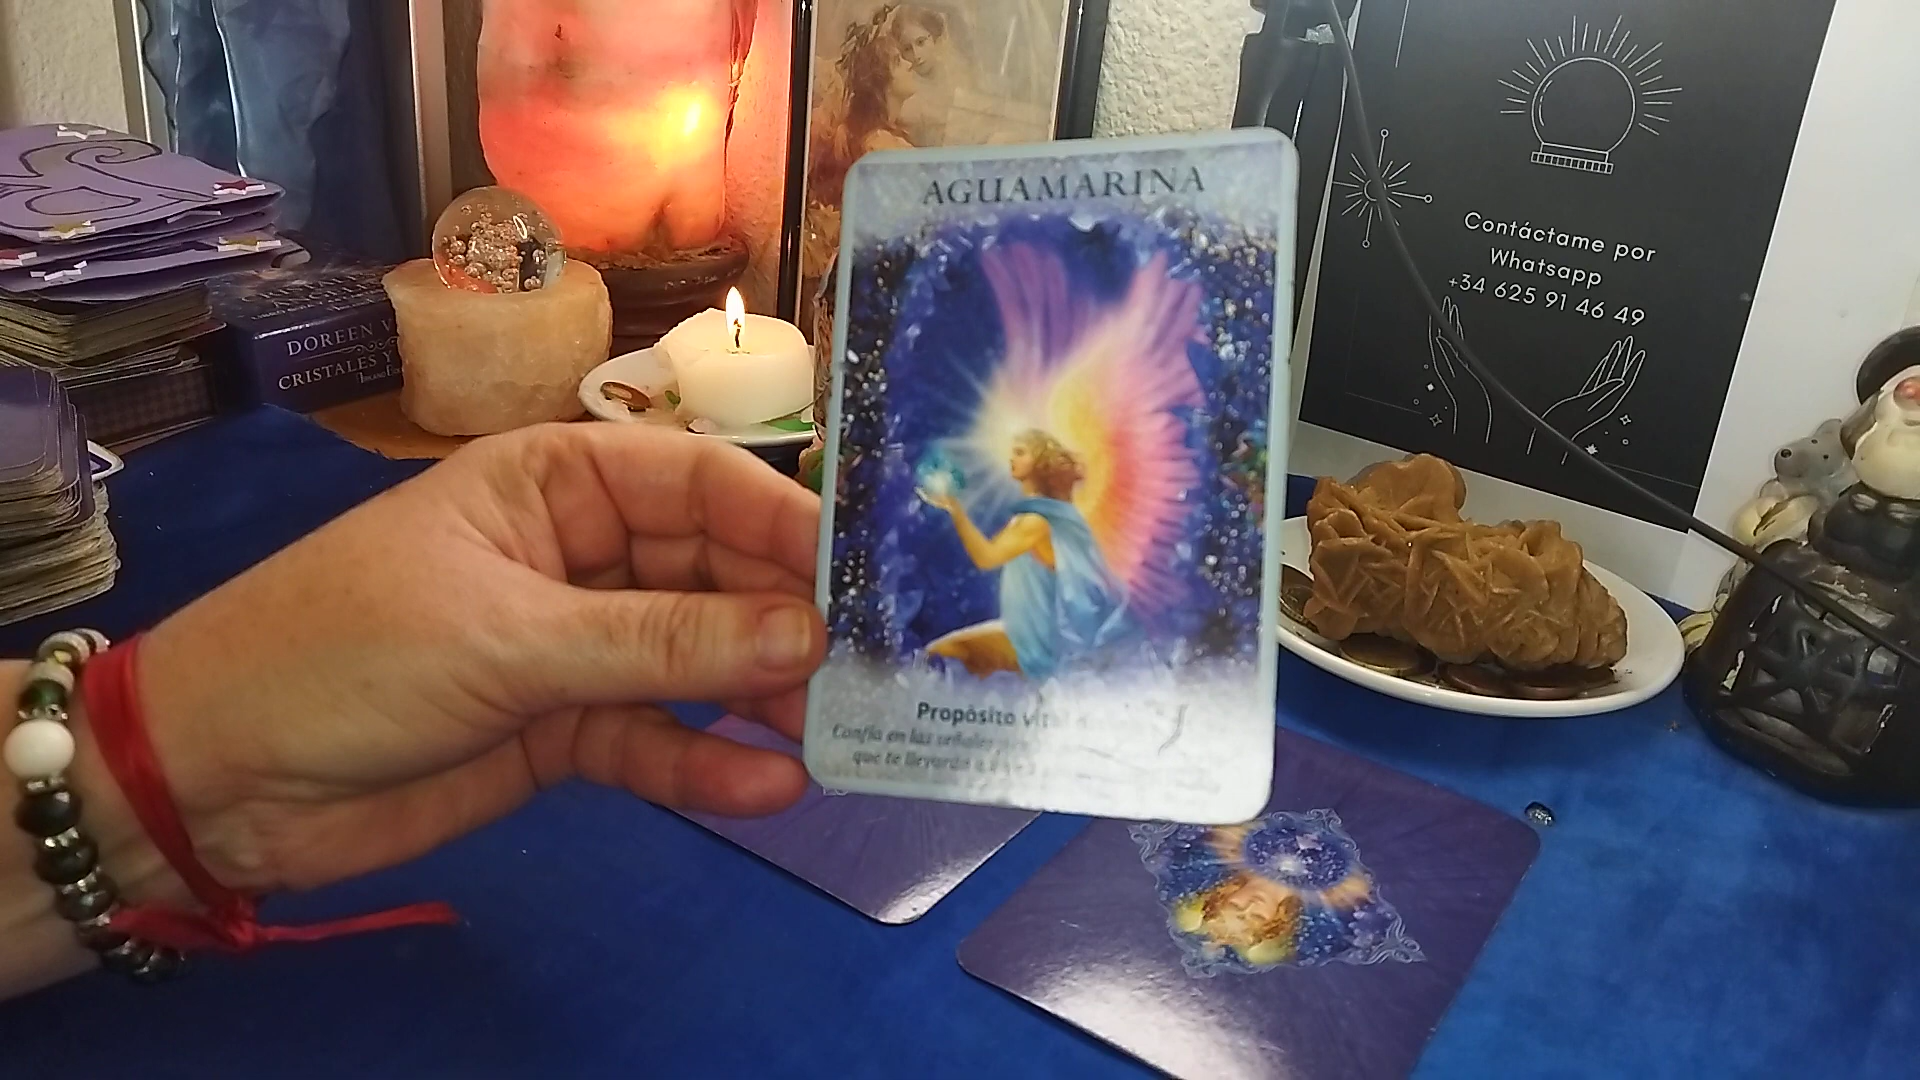 AGUAMARINA
Propósito vital
Confía en las señales
que te llevarán a
DOREEN V
CRISTALES Y
Contáctame por
Whatsapp
+34 625 91 46 49